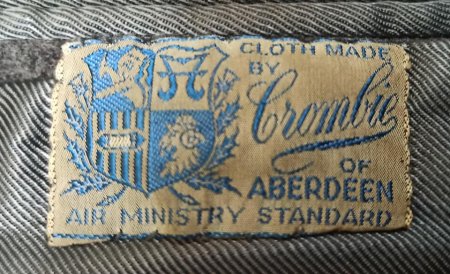 CLOTH MADE
BY
Crombie
OF
ABERDEEN
AIR MINISTRY STANDARD